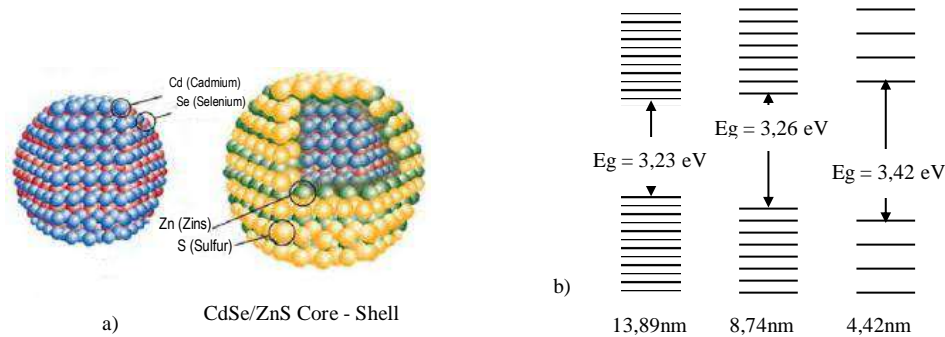 Cd (Cadmium)
Se (Selenium)
Zn (Zins)
S (Sulfur)
a)
CdSe/ZnS Core - Shell
Eg = 3,23 eV
Eg = 3,26 eV
Eg = 3,42 eV
b)
13,89nm
8,74nm
4,42nm